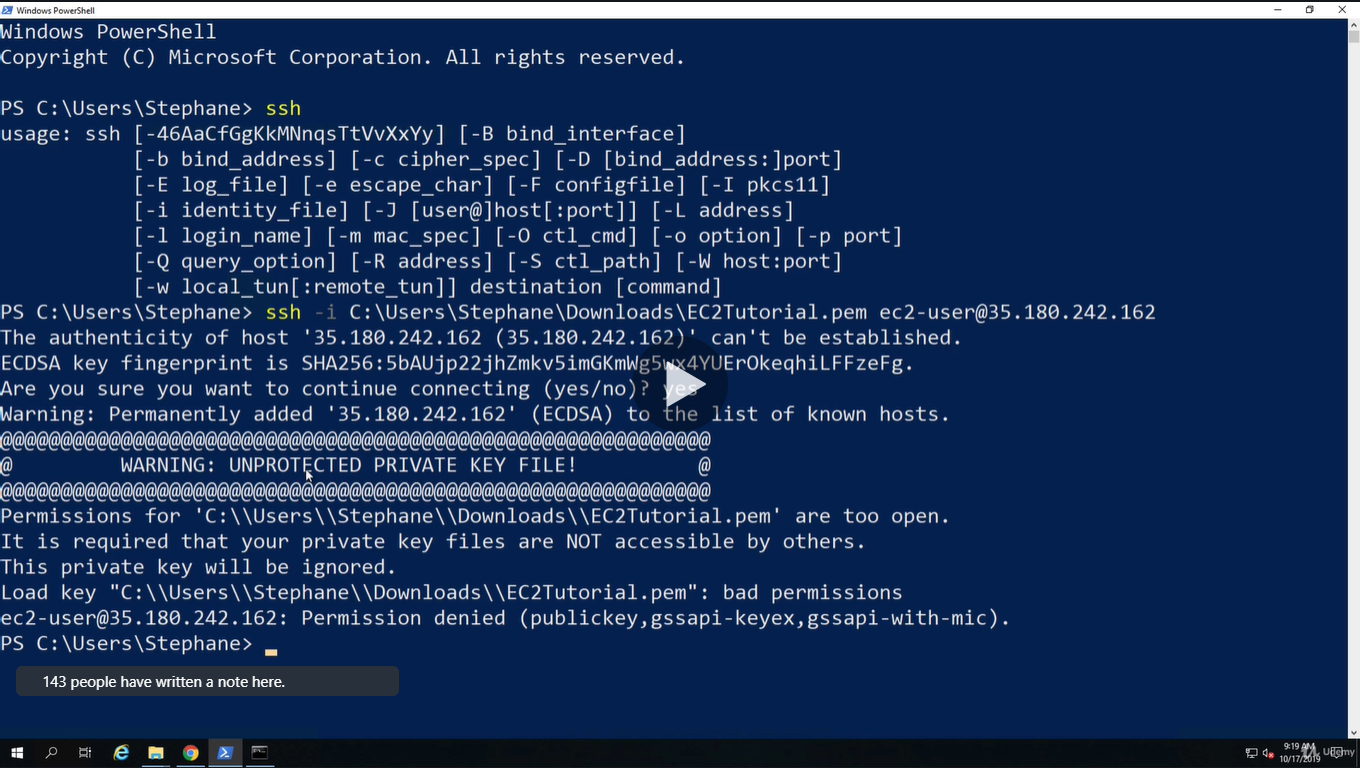 Windows PowerShell
Windows PowerShell
Copyright (C) Microsoft Corporation. All rights reserved.
PS C:\Users\Stephane> ssh
usage: ssh [-46AaCfGgKkMNnqsTtVvXxYy] [-B bind_interface]
[-b bind_address] [-c cipher_spec] [-D [bind_address:]port]
[-E log_file] [-e escape_char] [-F configfile] [-I pkcs11]
[-i identity_file] [-J [user@]host[:port]] [-L address]
[-l login_name] [-m mac_spec] [-O ctl_cmd] [-o option] [-p port]
[-Q query_option] [-R address] [-S ctl_path] [-W host:port]
[-w local_tun[:remote_tun]] destination [command]
PS C:\Users\Stephane> ssh -i C:\Users\Stephane\Downloads\EC2Tutorial.pem ec2-user@35.180.242.162
The authenticity of host '35.180.242.162 (35.180.242.162)' can't be established.
ECDSA key fingerprint is SHA256:5bAUjp22jhZmkv5imGKmWg5wx4YUErOkeqhiLFFzeFg.
Are you sure you want to continue connecting (yes/no)? yes
Warning: Permanently added '35.180.242.162' (ECDSA) to the list of known hosts.
@@@@@@@@@@@@@@@@@@@@@@@@@@@@@@@@@@@@@@@@@@@@@@@@@@@@@@@@@@@
@ WARNING: UNPROTECTED PRIVATE KEY FILE! @
@@@@@@@@@@@@@@@@@@@@@@@@@@@@@@@@@@@@@@@@@@@@@@@@@@@@@@@@@@@
Permissions for 'C:\\Users\\Stephane\\Downloads\\EC2Tutorial.pem' are too open.
It is required that your private key files are NOT accessible by others.
This private key will be ignored.
Load key "C:\\Users\\Stephane\\Downloads\\EC2Tutorial.pem": bad permissions
ec2-user@35.180.242.162: Permission denied (publickey,gssapi-keyex,gssapi-with-mic).
PS C:\Users\Stephane>
143 people have written a note here.
9:19 AM
10/17/2019
Udemy